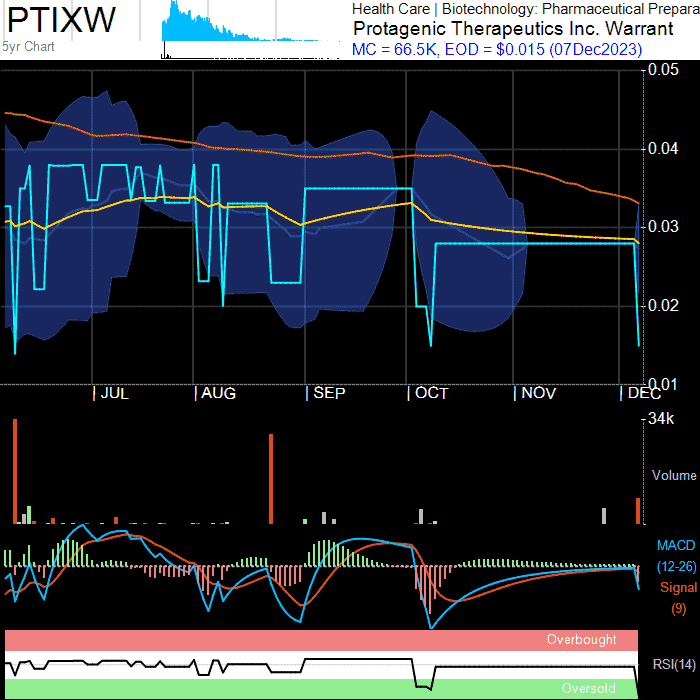 PTIXW
5yr Chart
Health Care | Biotechnology: Pharmaceutical Prepara
Protagenic Therapeutics Inc. Warrant
MC = 66.5K, EOD = $0.015 (07Dec2023)
0.05
0.04
0.03
0.02
0.01
| JUL | AUG | SEP | OCT | NOV | DEC
34k
Volume
MACD
(12-26)
Signal
(9)
Overbought
RSI(14)
Oversold